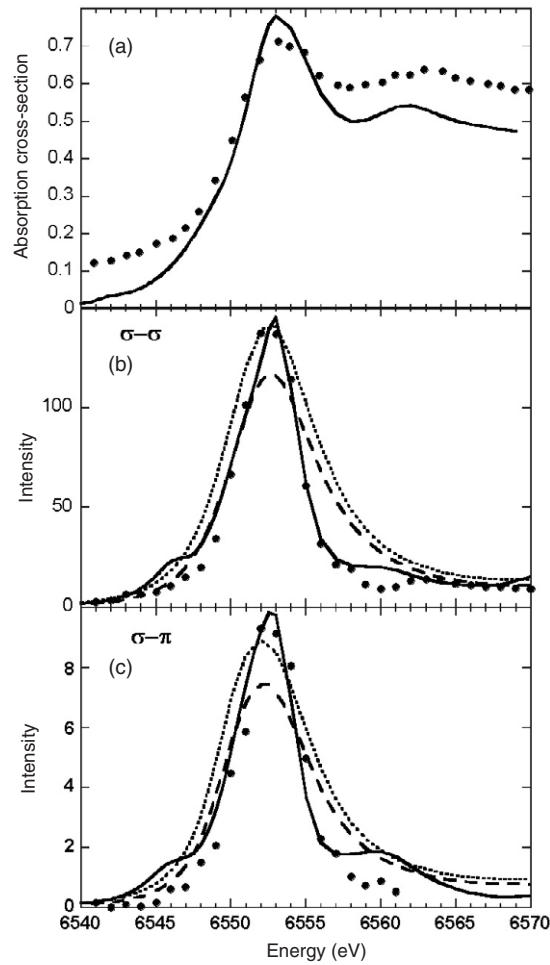 (a)
Absorption cross-section
0.7
0.6
0.5
0.4
0.3
0.2
0.1
0
σ–σ
(b)
Intensity
100
50
0
σ–π
(c)
Intensity
8
6
4
2
0
6540 6545 6550 6555 6560 6565 6570
Energy (eV)